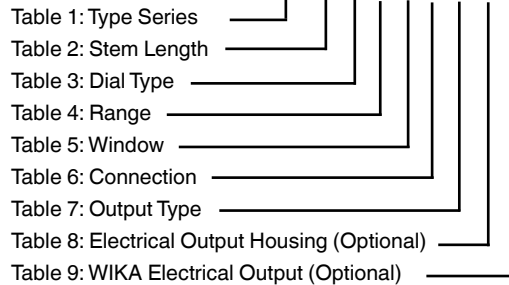 Table 1: Type Series
Table 2: Stem Length
Table 3: Dial Type
Table 4: Range
Table 5: Window
Table 6: Connection
Table 7: Output Type
Table 8: Electrical Output Housing (Optional)
Table 9: WIKA Electrical Output (Optional)